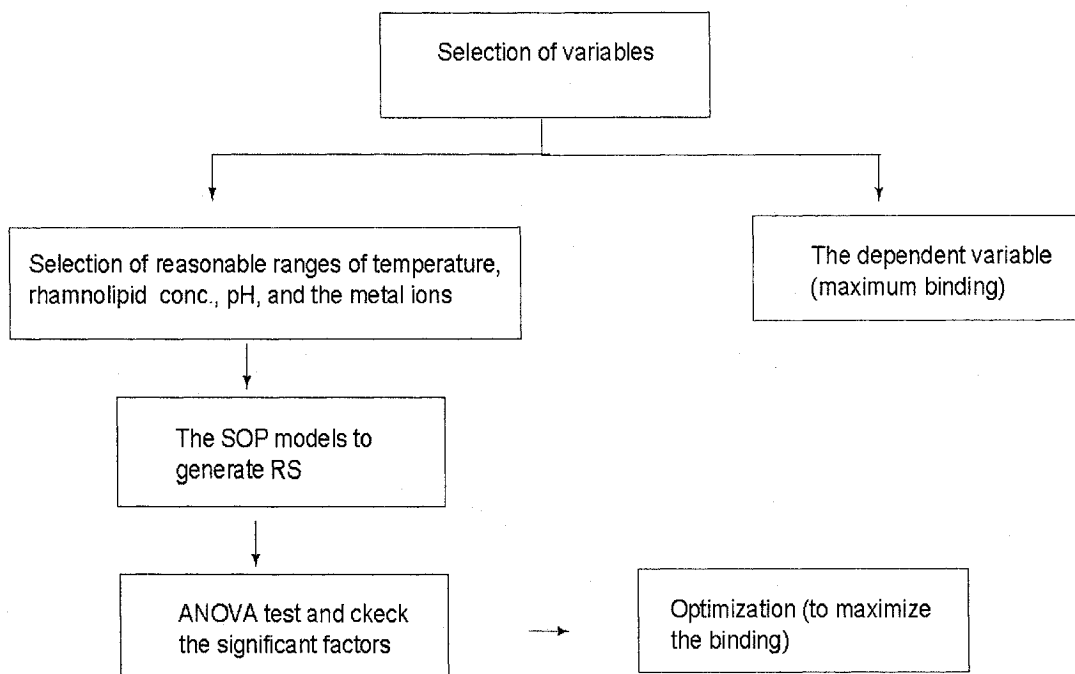 Selection of variables
Selection of reasonable ranges of temperature,
rhamnolipid conc., pH, and the metal ions
The dependent variable
(maximum binding)
The SOP models to
generate RS
ANOVA test and ckeck
the significant factors
Optimization (to maximize
the binding)